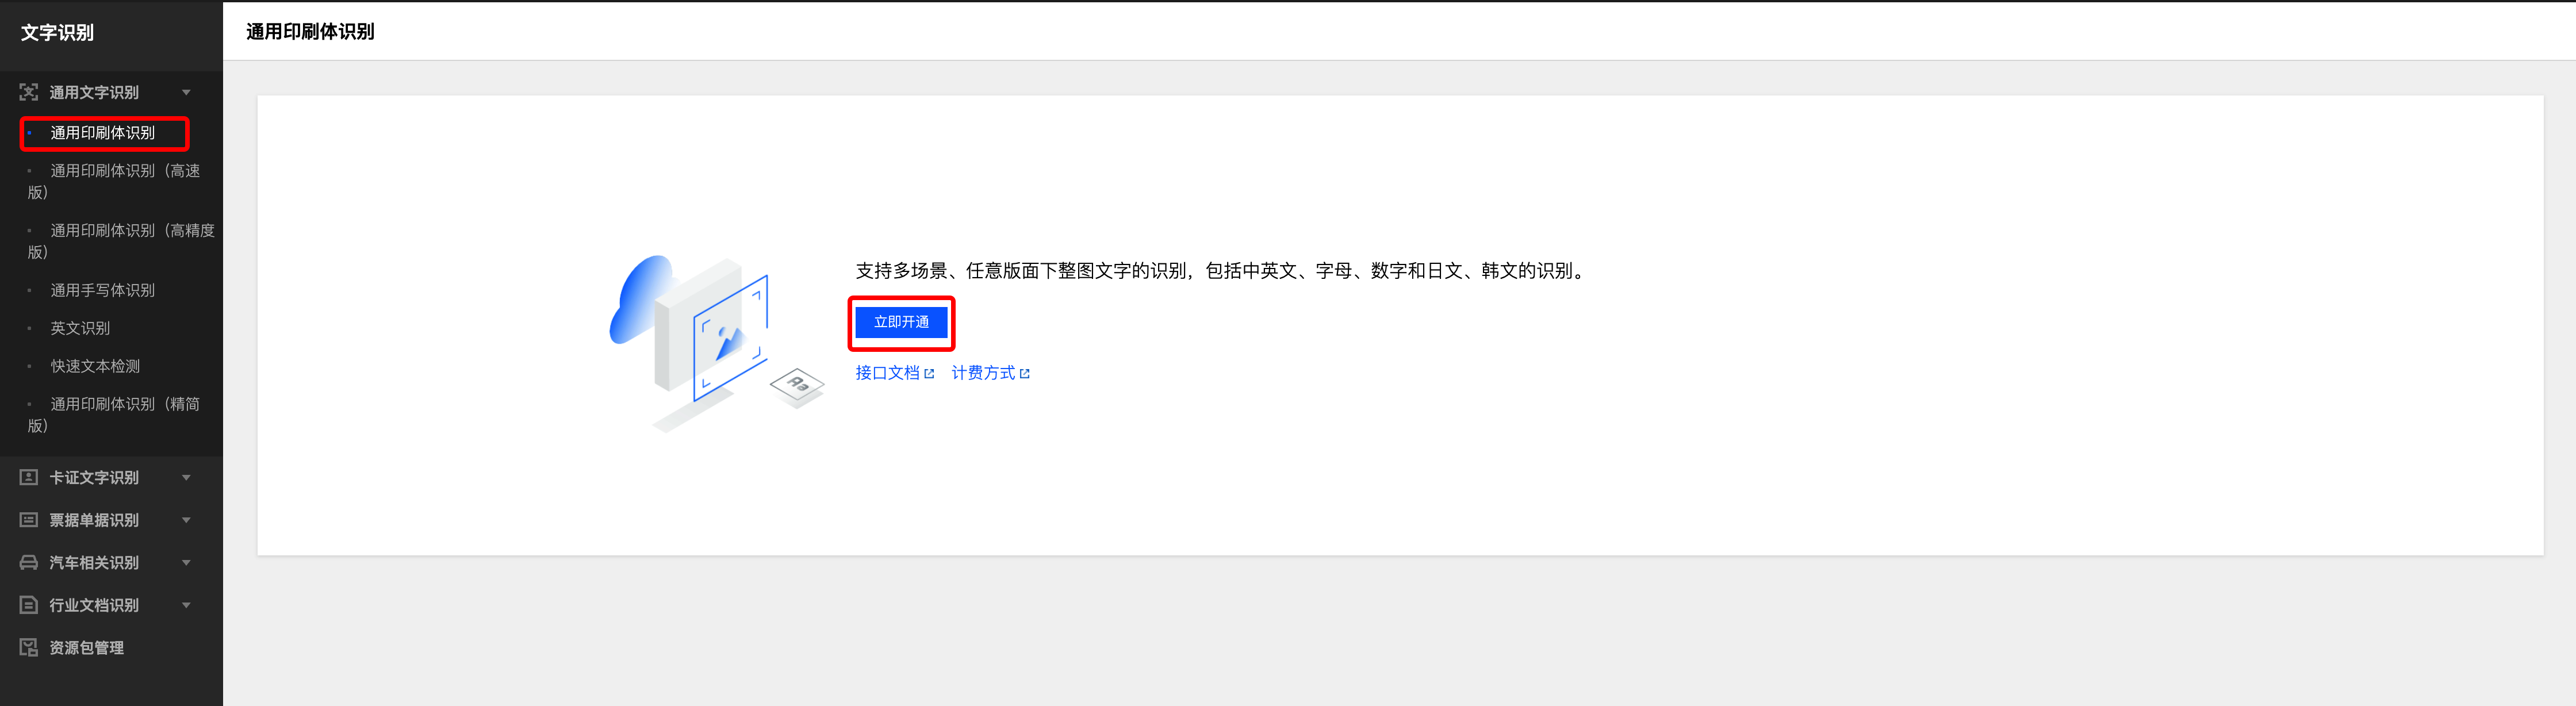 文字识别
通用文字识别
通用印刷体识别
通用印刷体识别（高速
版）
通用印刷体识别（高精度
版）
通用手写体识别
英文识别
快速文本检测
通用印刷体识别（精简
版）
卡证文字识别
票据单据识别
汽车相关识别
行业文档识别
资源包管理
通用印刷体识别
支持多场景、任意版面下整图文字的识别，包括中英文、字母、数字和日文、韩文的识别。
立即开通
接口文档 计费方式
Aa